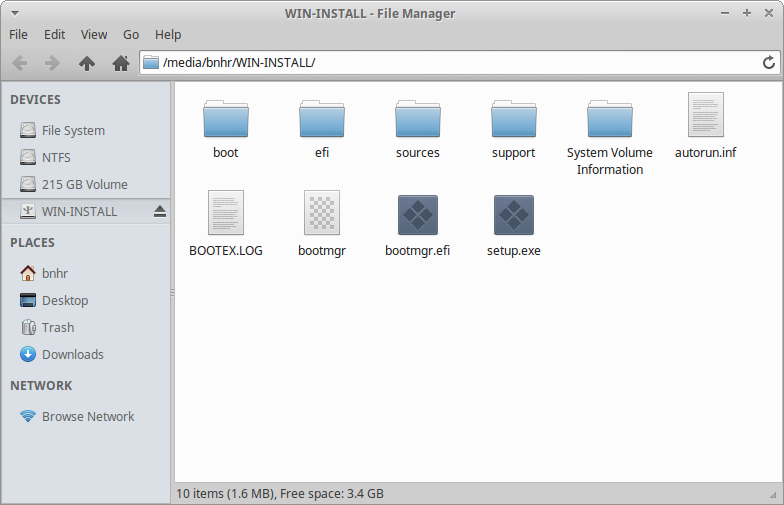 WIN-INSTALL - File Manager
File Edit View Go Help
/media/bnhr/WIN-INSTALL/
DEVICES
File System
NTFS
215 GB Volume
WIN-INSTALL
PLACES
bnhr
Desktop
Trash
Downloads
NETWORK
Browse Network
boot
efi
sources
support
System Volume
Information
autorun.inf
BOOTEX.LOG
bootmgr
bootmgr.efi
setup.exe
10 items (1.6 MB), Free space: 3.4 GB